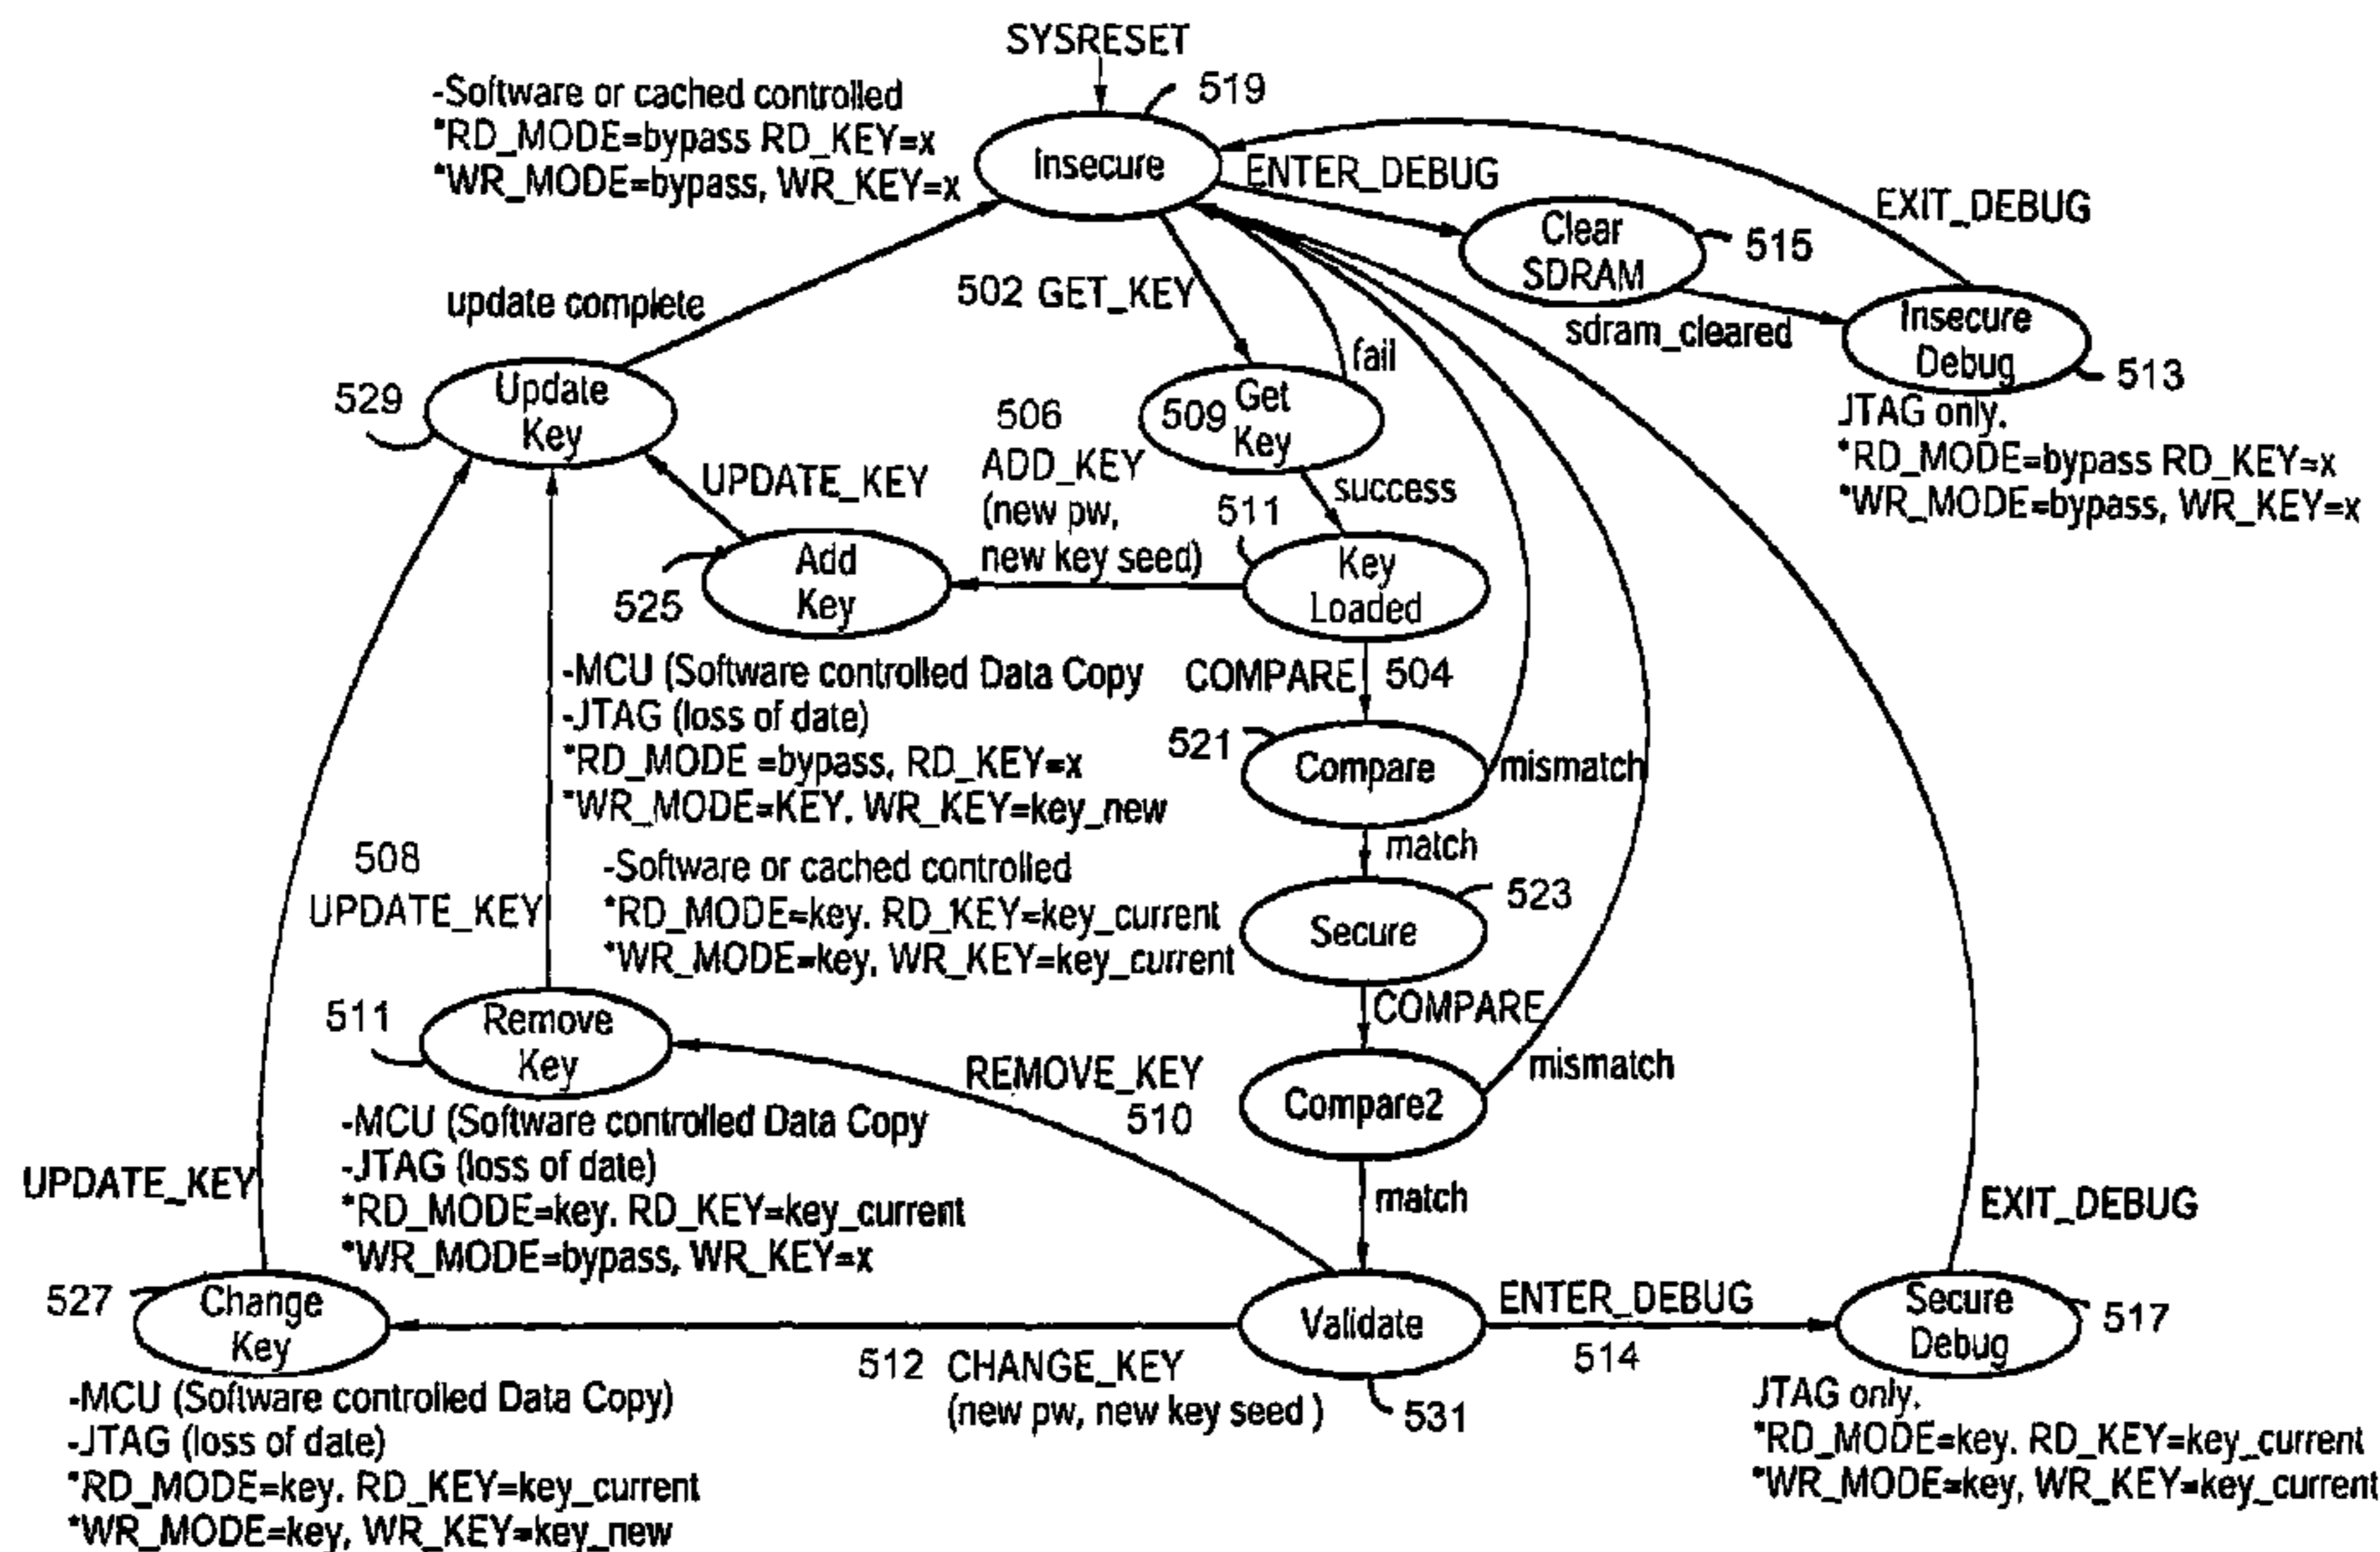 SYSRESET
519
-Software or cached controlled
*RD_MODE=bypass RD_KEY=x
*WR_MODE=bypass, WR_KEY=x
Insecure
ENTER_DEBUG
EXIT_DEBUG
Clear
SDRAM
515
502 GET_KEY
update complete
sdram_cleared
Insecure
Debug
513
JTAG only.
*RD_MODE=bypass RD_KEY=x
*WR_MODE=bypass, WR_KEY=x
fail
529
Update
Key
509
Get
Key
506
ADD_KEY
(new pw,
new key seed)
UPDATE_KEY
success
511
525
Add
Key
Key
Loaded
-MCU (Software controlled Data Copy
-JTAG (loss of date)
*RD_MODE =bypass, RD_KEY=x
*WR_MODE=KEY. WR_KEY=key_new
COMPARE
504
521
Compare
mismatch
match
508
UPDATE_KEY
-Software or cached controlled
*RD_MODE=key. RD_KEY=key_current
*WR_MODE=key, WR_KEY=key_current
523
Secure
COMPARE
511
Remove
Key
REMOVE_KEY
510
Compare2
mismatch
-MCU (Software controlled Data Copy
-JTAG (loss of date)
*RD_MODE=key. RD_KEY=key_current
*WR_MODE=bypass, WR_KEY=x
UPDATE_KEY
match
EXIT_DEBUG
527
Change
Key
Validate
ENTER_DEBUG
514
Secure
Debug
517
512 CHANGE_KEY
(new pw, new key seed )
531
-MCU (Software controlled Data Copy)
-JTAG (loss of date)
*RD_MODE=key. RD_KEY=key_current
*WR_MODE=key, WR_KEY=key_new
JTAG only.
*RD_MODE=key. RD_KEY=key_current
*WR_MODE=key, WR_KEY=key_current